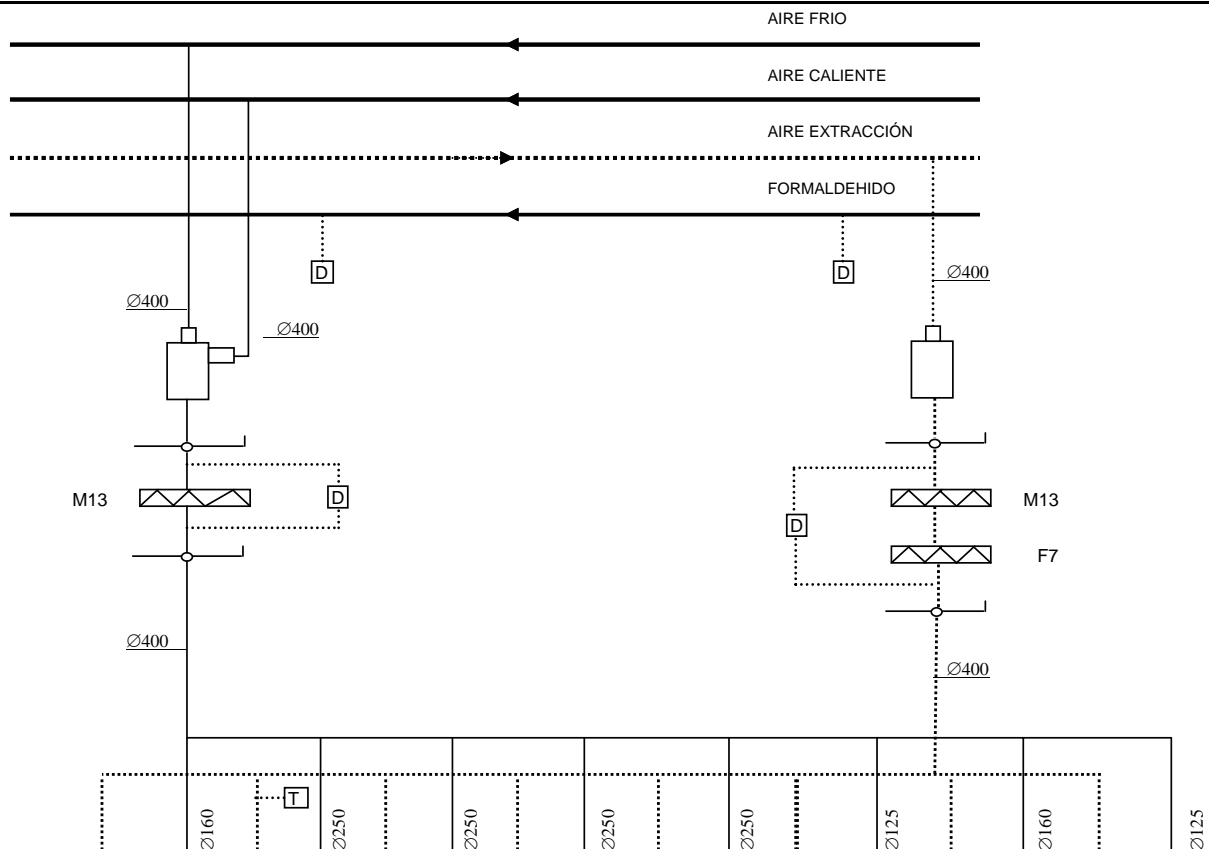 AIRE FRIO
AIRE CALIENTE
AIRE EXTRACCIÓN
FORMALDEHIDO
D
D
∅400
∅400
∅400
M13
D
M13
D
F7
∅400
∅400
T
∅160
∅250
∅250
∅250
∅250
∅125
∅160
∅125